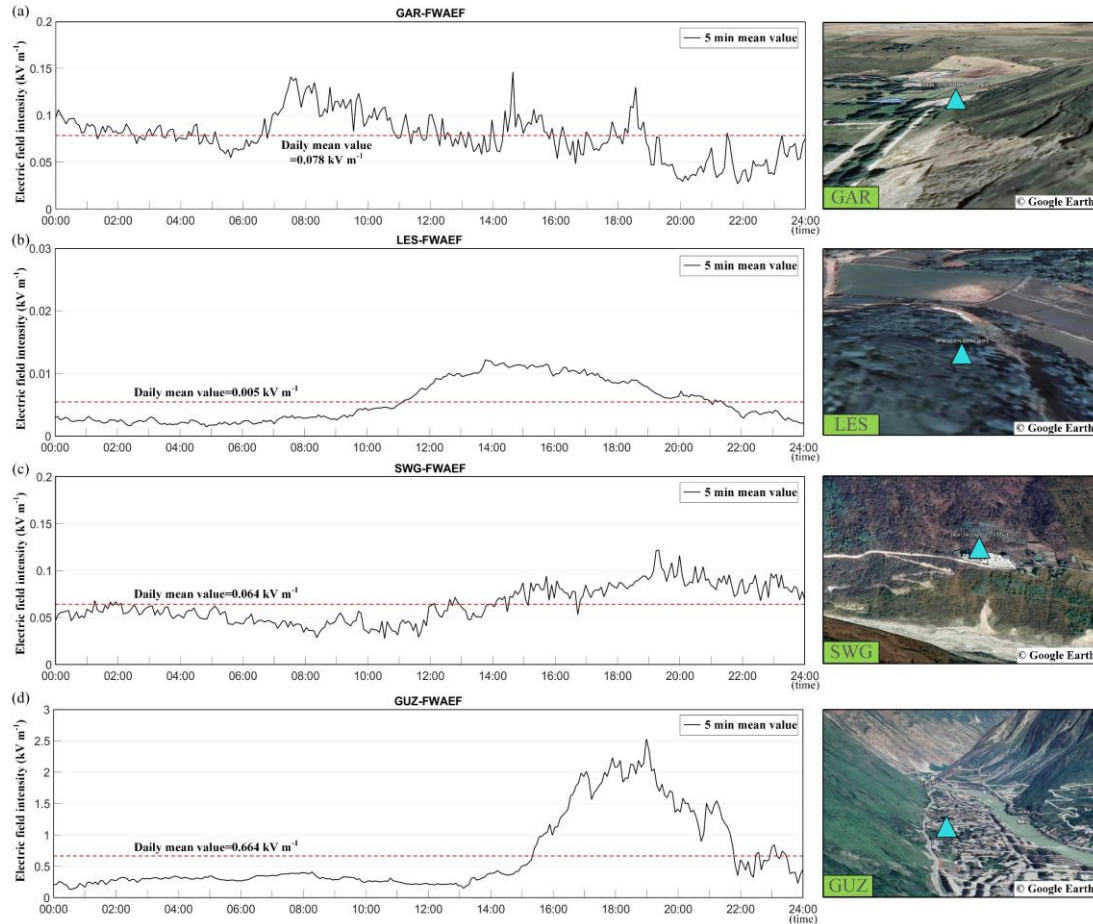 (a)
GAR-FWAEF
Electric field intensity (kV m⁻¹)
0.2
0.15
0.1
0.05
0
5 min mean value
Daily mean value
=0.078 kV m⁻¹
00:00 02:00 04:00 06:00 08:00 10:00 12:00 14:00 16:00 18:00 20:00 22:00 24:00
(time)
GAR
© Google Earth
(b)
LES-FWAEF
Electric field intensity (kV m⁻¹)
0.03
0.02
0.01
0
5 min mean value
Daily mean value=0.005 kV m⁻¹
00:00 02:00 04:00 06:00 08:00 10:00 12:00 14:00 16:00 18:00 20:00 22:00 24:00
(time)
LES
© Google Earth
(c)
SWG-FWAEF
Electric field intensity (kV m⁻¹)
0.2
0.15
0.1
0.05
0
5 min mean value
Daily mean value=0.064 kV m⁻¹
00:00 02:00 04:00 06:00 08:00 10:00 12:00 14:00 16:00 18:00 20:00 22:00 24:00
(time)
SWG
© Google Earth
(d)
GUZ-FWAEF
Electric field intensity (kV m⁻¹)
3
2.5
2
1.5
1
0.5
0
5 min mean value
Daily mean value=0.664 kV m⁻¹
00:00 02:00 04:00 06:00 08:00 10:00 12:00 14:00 16:00 18:00 20:00 22:00 24:00
(time)
GUZ
© Google Earth